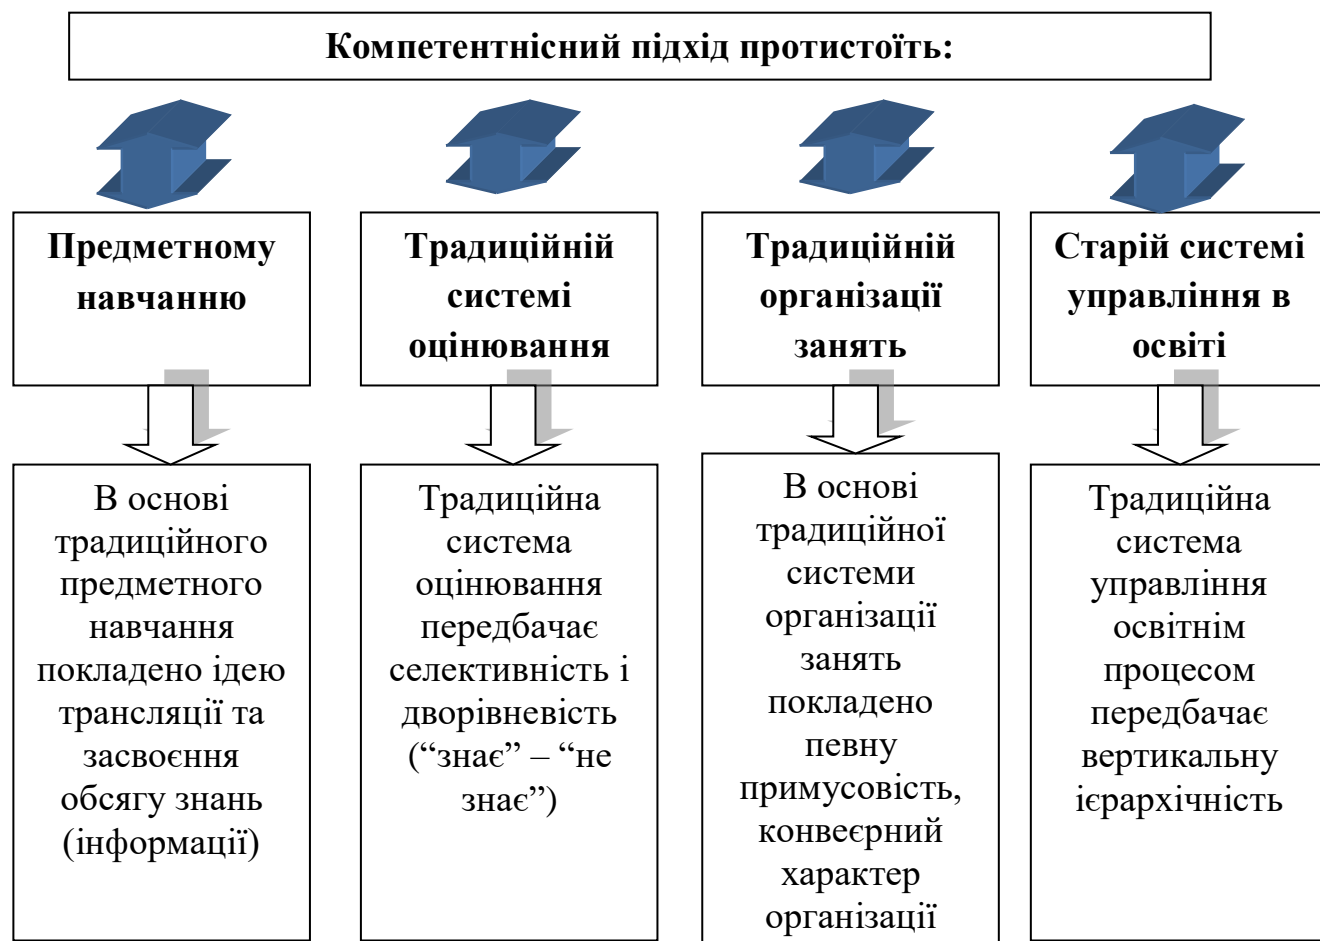 Компетентнісний підхід протистоїть:
Предметному
навчанню
Традиційній
системі
оцінювання
Традиційній
організації
занять
Старій системі
управління в
освіті
В основі
традиційного
предметного
навчання
покладено ідею
трансляції та
засвоєння
обсягу знань
(інформації)
Традиційна
система
оцінювання
передбачає
селективність і
дворівневість
(“знає” – “не
знає”)
В основі
традиційної
системи
організації
занять
покладено
певну
примусовість,
конвеєрний
характер
організації
Традиційна
система
управління
освітнім
процесом
передбачає
вертикальну
ієрархічність